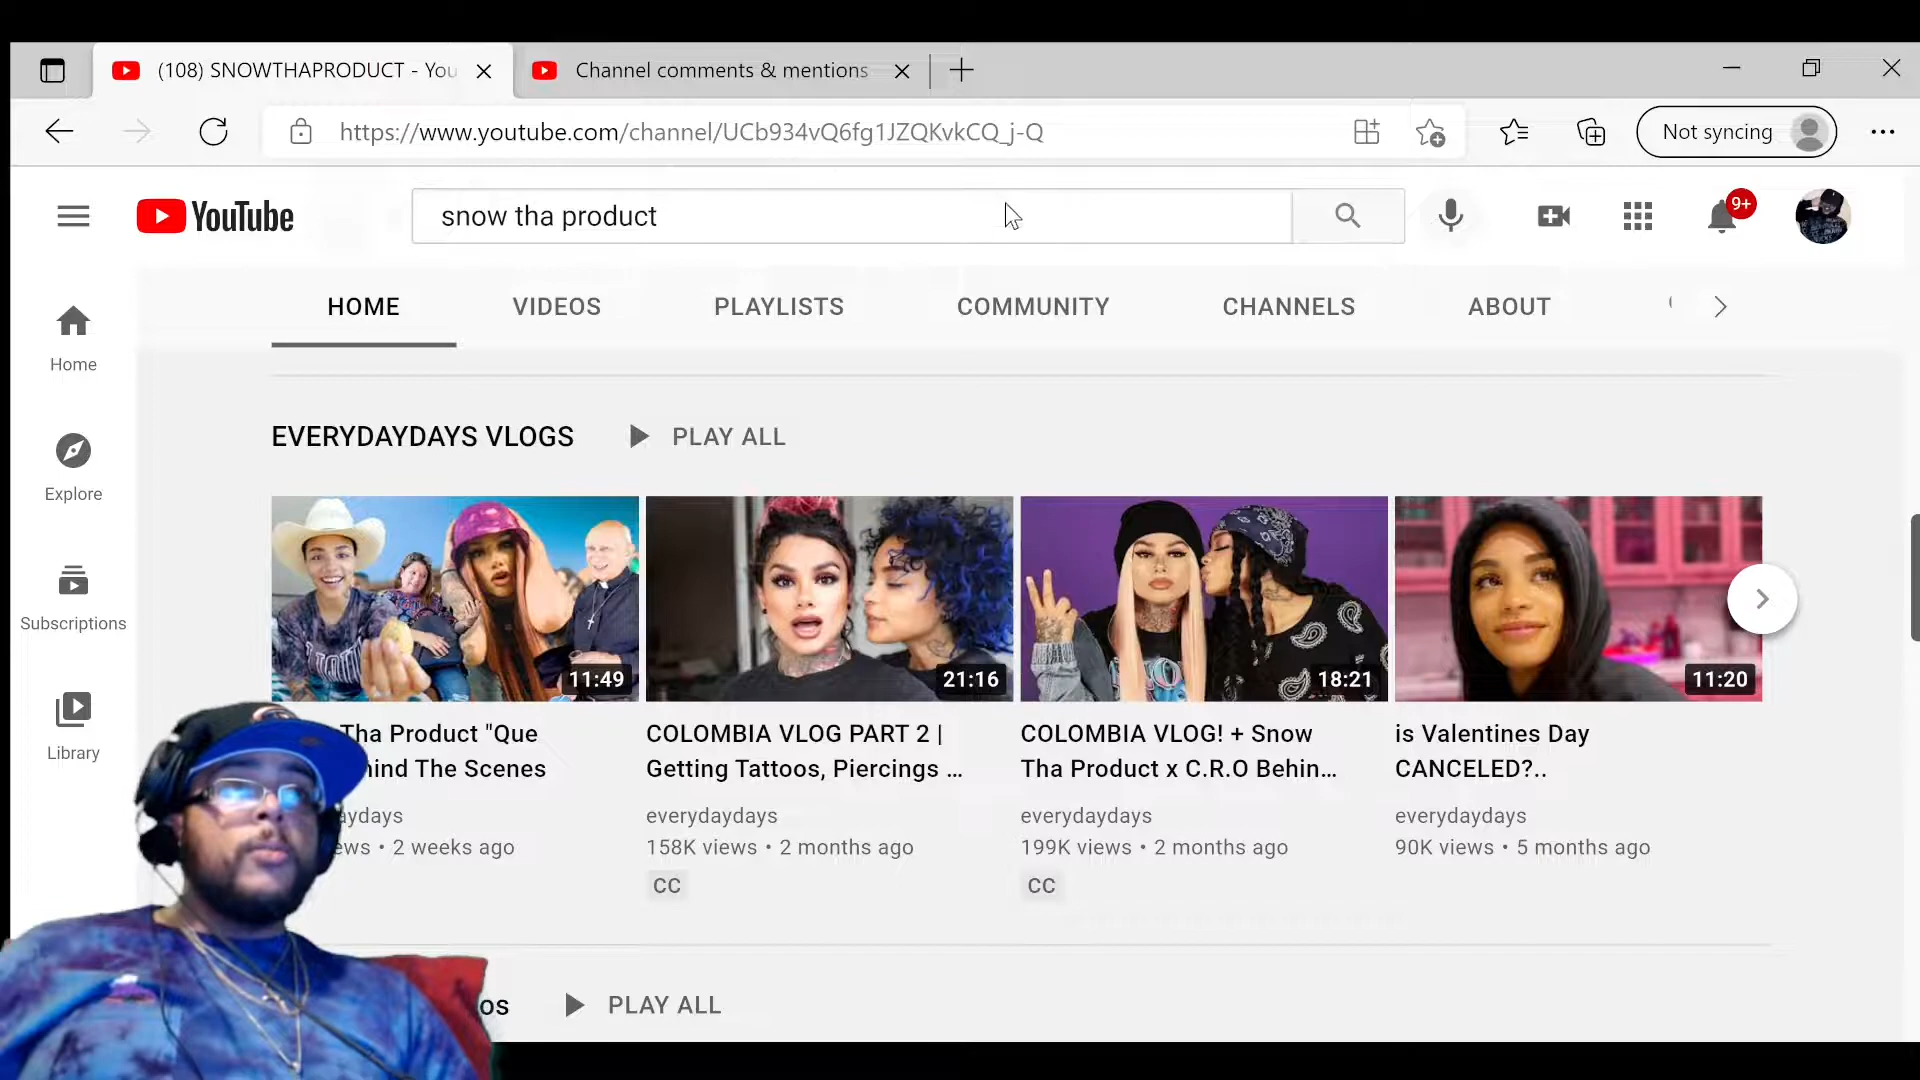 (108) SNOWTHAPRODUCT - You
Channel comments & mentions
https://www.youtube.com/channel/UCb934vQ6fg1JZQKvkCQ_j-Q
Not syncing
YouTube
snow tha product
9+
HOME
VIDEOS
PLAYLISTS
COMMUNITY
CHANNELS
ABOUT
Home
Explore
Subscriptions
Library
EVERYDAYDAYS VLOGS
PLAY ALL
11:49
21:16
18:21
11:20
Tha Product "Que
The Scenes
2 weeks ago
COLOMBIA VLOG PART 2 |
Getting Tattoos, Piercings ...
everydaydays
158K views • 2 months ago
CC
COLOMBIA VLOG! + Snow
Tha Product x C.R.O Behin...
everydaydays
199K views • 2 months ago
CC
is Valentines Day
CANCELED?..
everydaydays
90K views • 5 months ago
PLAY ALL